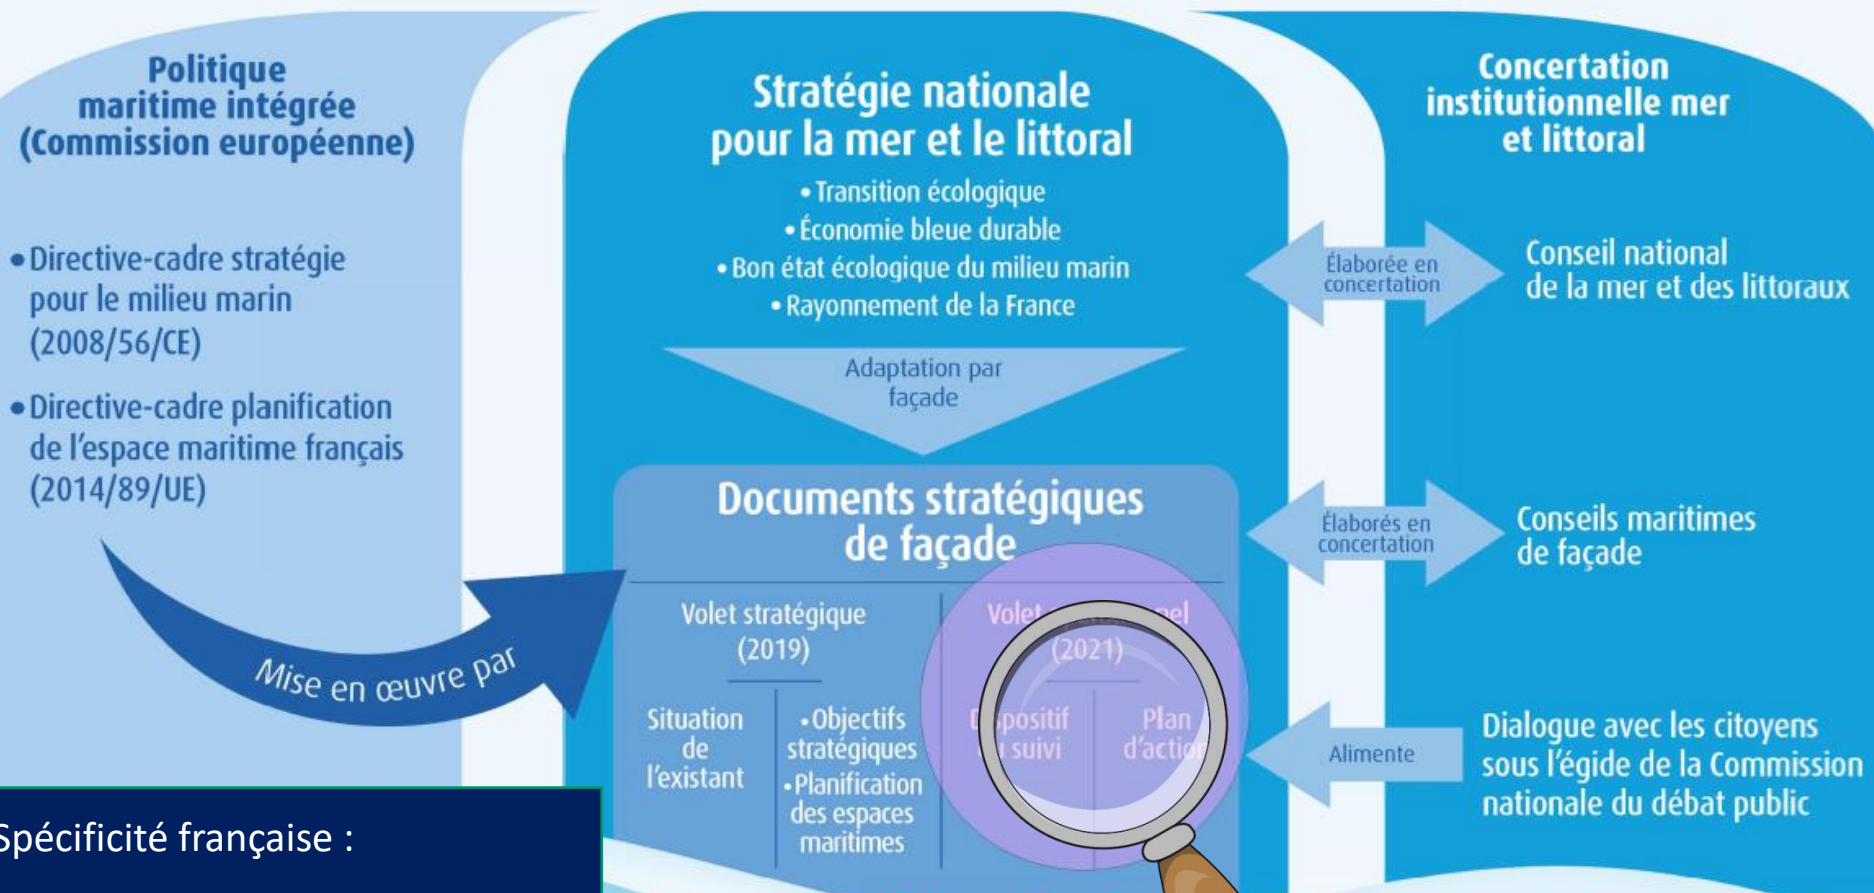 Politique
maritime intégrée
(Commission européenne)
• Directive-cadre stratégie
pour le milieu marin
(2008/56/CE)
• Directive-cadre planification
de l'espace maritime français
(2014/89/UE)
Mise en œuvre par
Spécificité française :
Stratégie nationale
pour la mer et le littoral
• Transition écologique
• Économie bleue durable
• Bon état écologique du milieu marin
• Rayonnement de la France
Adaptation par
façade
Documents stratégiques
de façade
Volet stratégique
(2019)
Situation
de
l'existant
• Objectifs
stratégiques
• Planification
des espaces
maritimes
Volet
(2021)
suivi
Plan
d'action
Concertation
institutionnelle mer
et littoral
Élaborée en
concertation
Conseil national
de la mer et des littoraux
Élaborés en
concertation
Conseils maritimes
de façade
Alimente
Dialogue avec les citoyens
sous l'égide de la Commission
nationale du débat public